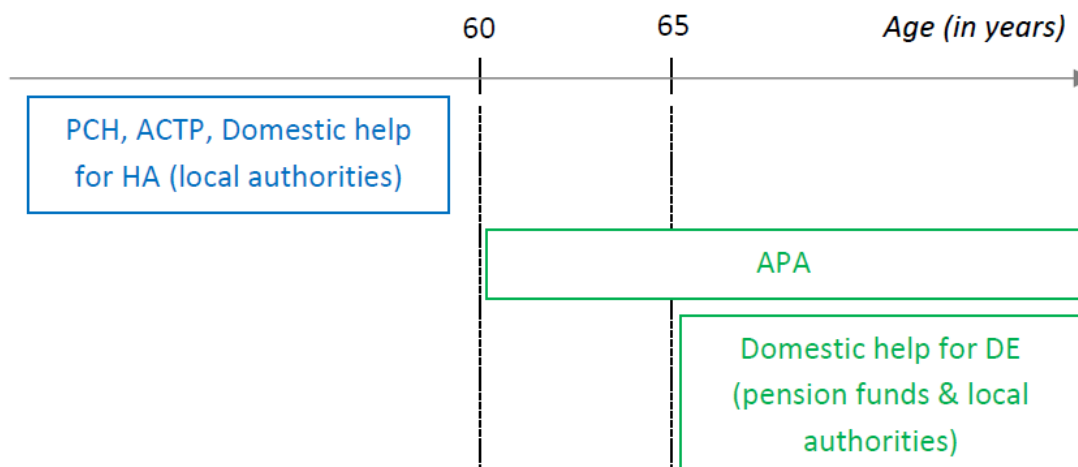 60
65
Age (in years)
PCH, ACTP, Domestic help
for HA (local authorities)
APA
Domestic help for DE
(pension funds & local
authorities)